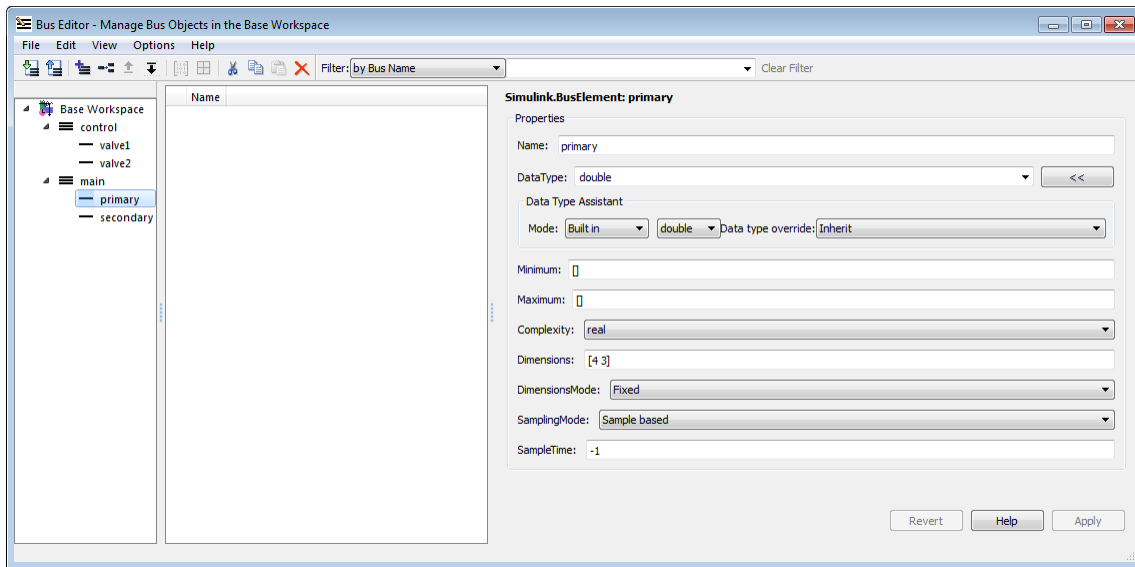 Bus Editor - Manage Bus Objects in the Base Workspace
File Edit View Options Help
Filter: by Bus Name Clear Filter
Base Workspace
control
valve1
valve2
main
primary
secondary
Name
Simulink.BusElement: primary
Properties
Name: primary
DataType: double <<
Data Type Assistant
Mode: Built in double Data type override: Inherit
Minimum: []
Maximum: []
Complexity: real
Dimensions: [4 3]
DimensionsMode: Fixed
SamplingMode: Sample based
SampleTime: -1
Revert Help Apply